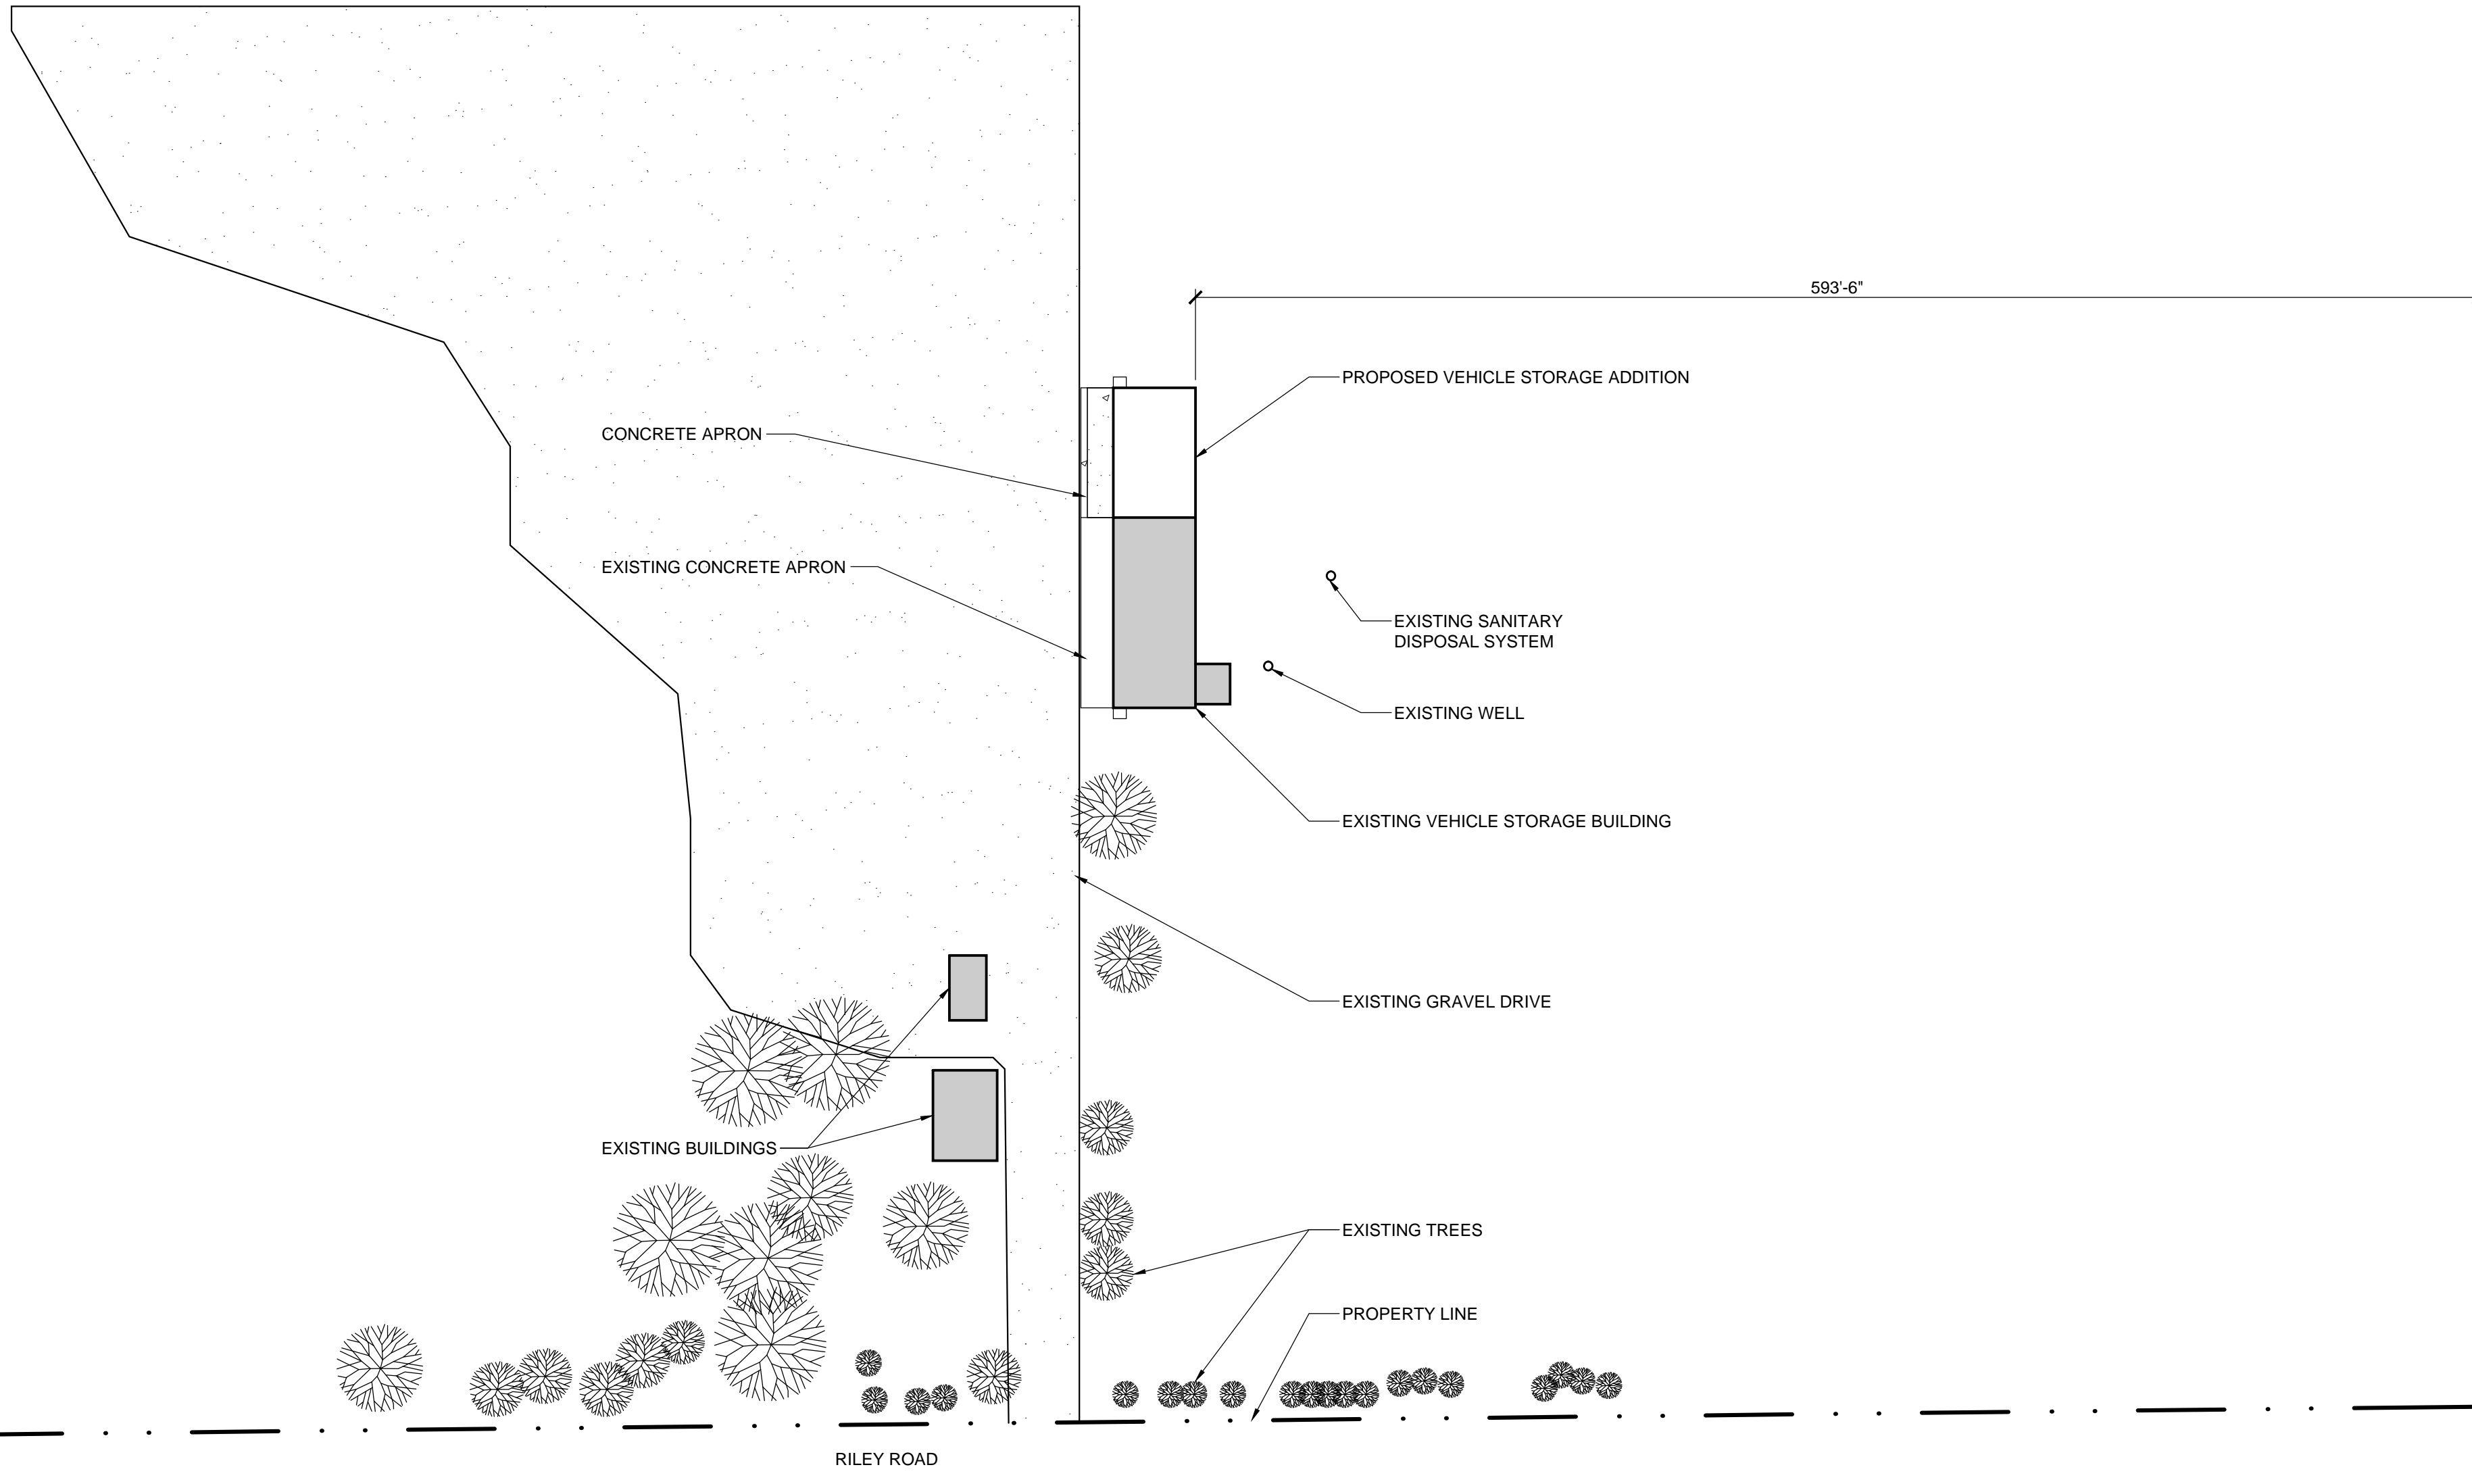 593'-6"
PROPOSED VEHICLE STORAGE ADDITION
CONCRETE APRON
EXISTING CONCRETE APRON
EXISTING SANITARY
DISPOSAL SYSTEM
EXISTING WELL
EXISTING VEHICLE STORAGE BUILDING
EXISTING GRAVEL DRIVE
EXISTING BUILDINGS
EXISTING TREES
PROPERTY LINE
RILEY ROAD